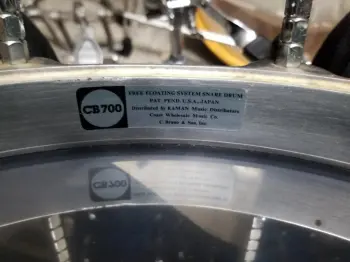 CB700
FREE FLOATING SYSTEM SNARE DRUM
PAT. PEND. U.S.A., JAPAN
Distributed by KAMAN Music Distributors
Coast Wholesale Music Co.
C. Bruno & Son, Inc.
CB700